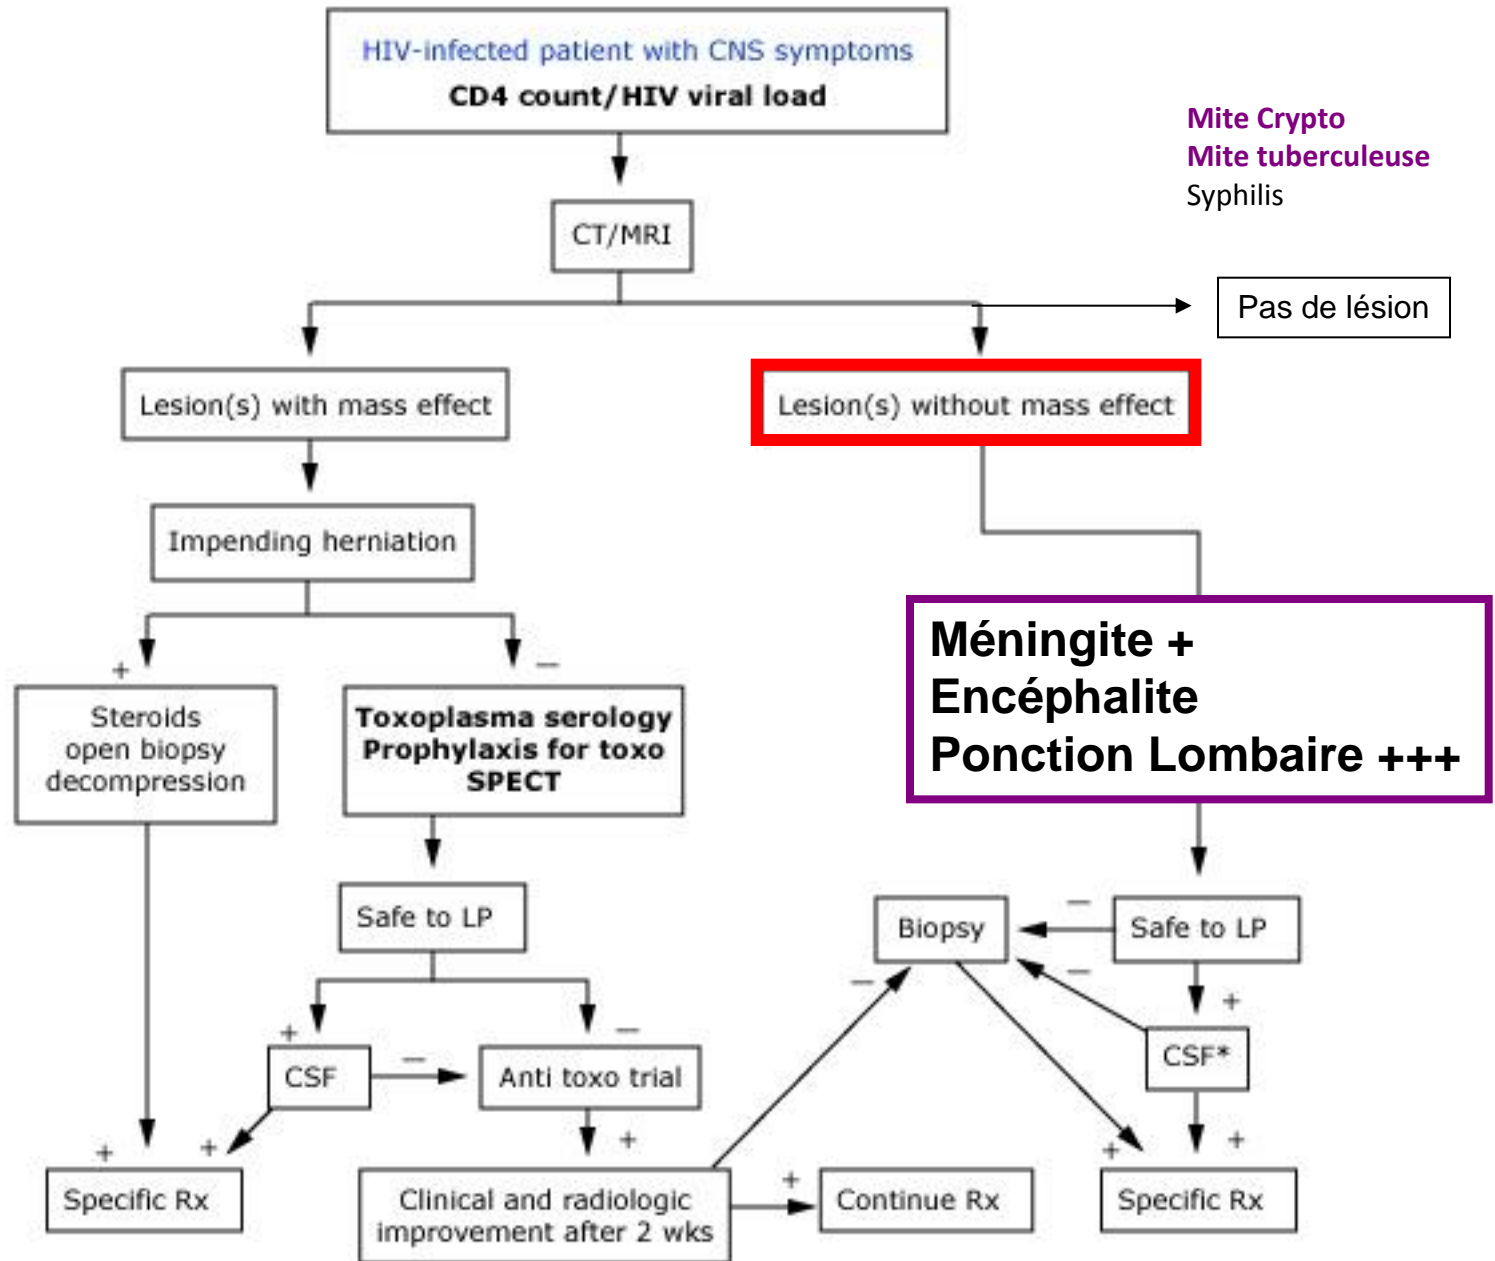 HIV-infected patient with CNS symptoms
CD4 count/HIV viral load
Mite Crypto
Mite tuberculeuse
Syphilis
CT/MRI
Pas de lésion
Lesion(s) with mass effect
Lesion(s) without mass effect
Impending herniation
Méningite +
Encéphalite
Ponction Lombaire +++
+
—
Steroids
open biopsy
decompression
Toxoplasma serology
Prophylaxis for toxo
SPECT
Safe to LP
Biopsy
—
Safe to LP
—
+
—
+
—
CSF
—
Anti toxo trial
CSF*
+
+
+
+
+
+
Specific Rx
Clinical and radiologic
improvement after 2 wks
Continue Rx
Specific Rx